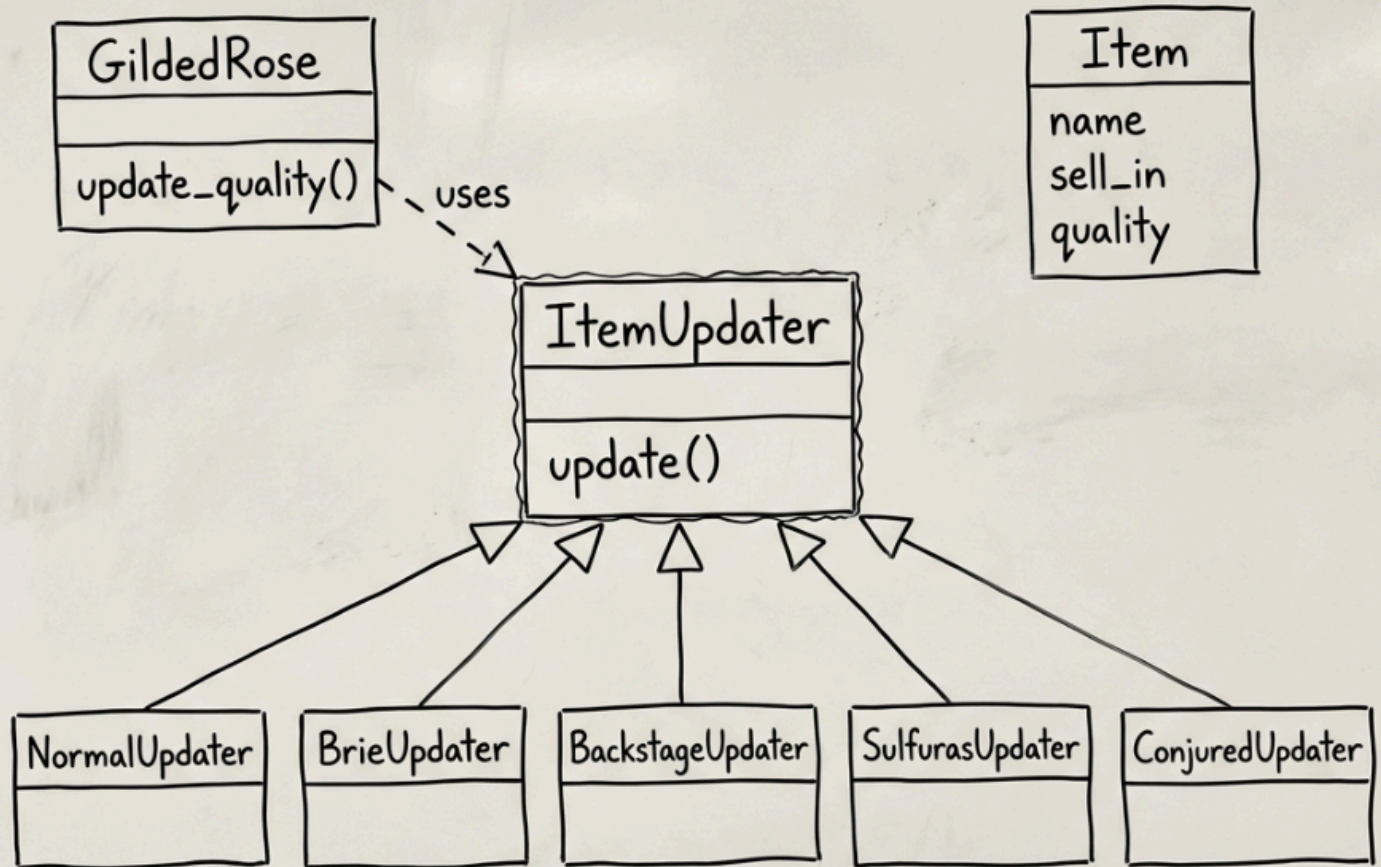 GildedRose
update_quality()
uses
Item
name
sell_in
quality
ItemUpdater
update()
NormalUpdater
BrieUpdater
BackstageUpdater
SulfurasUpdater
ConjuredUpdater